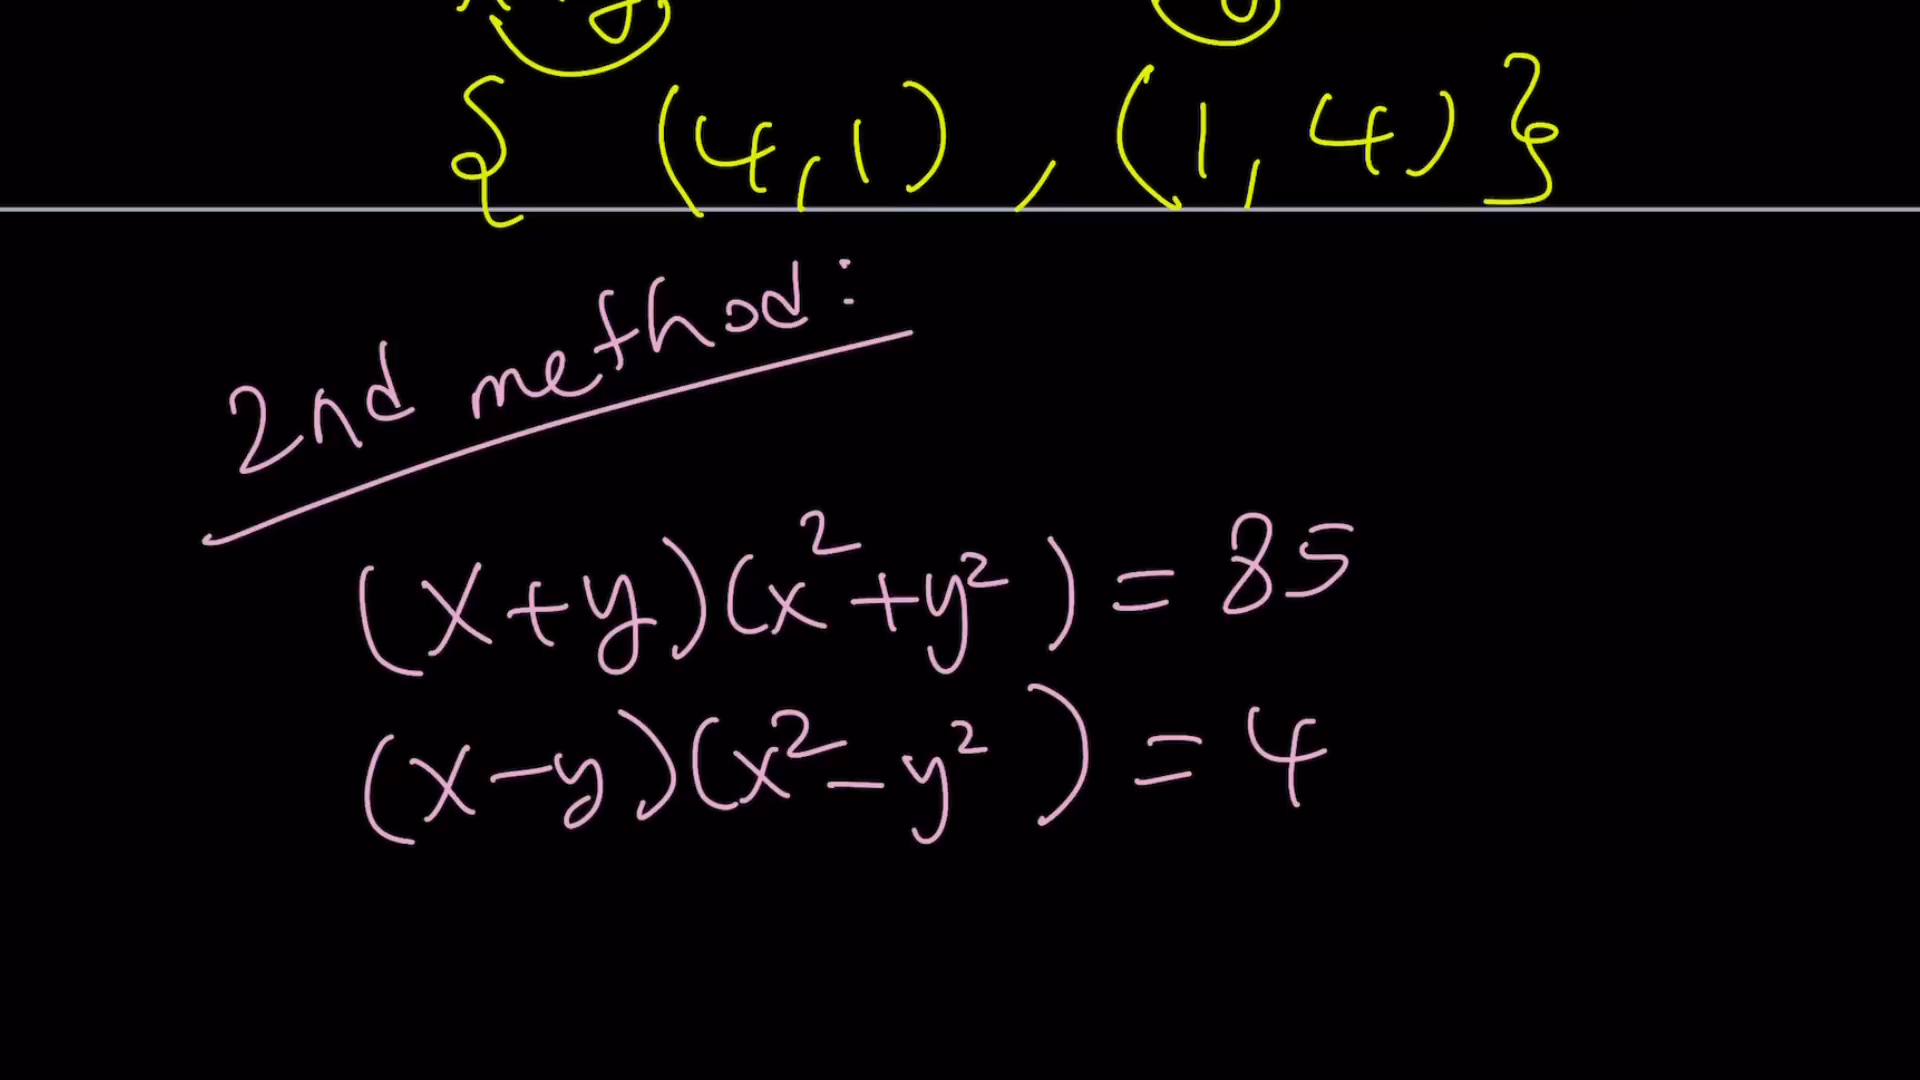 { (4,1) , (1,4) }
2nd method:
(x+y)(x²+y²) = 85
(x-y)(x²-y²) = 4